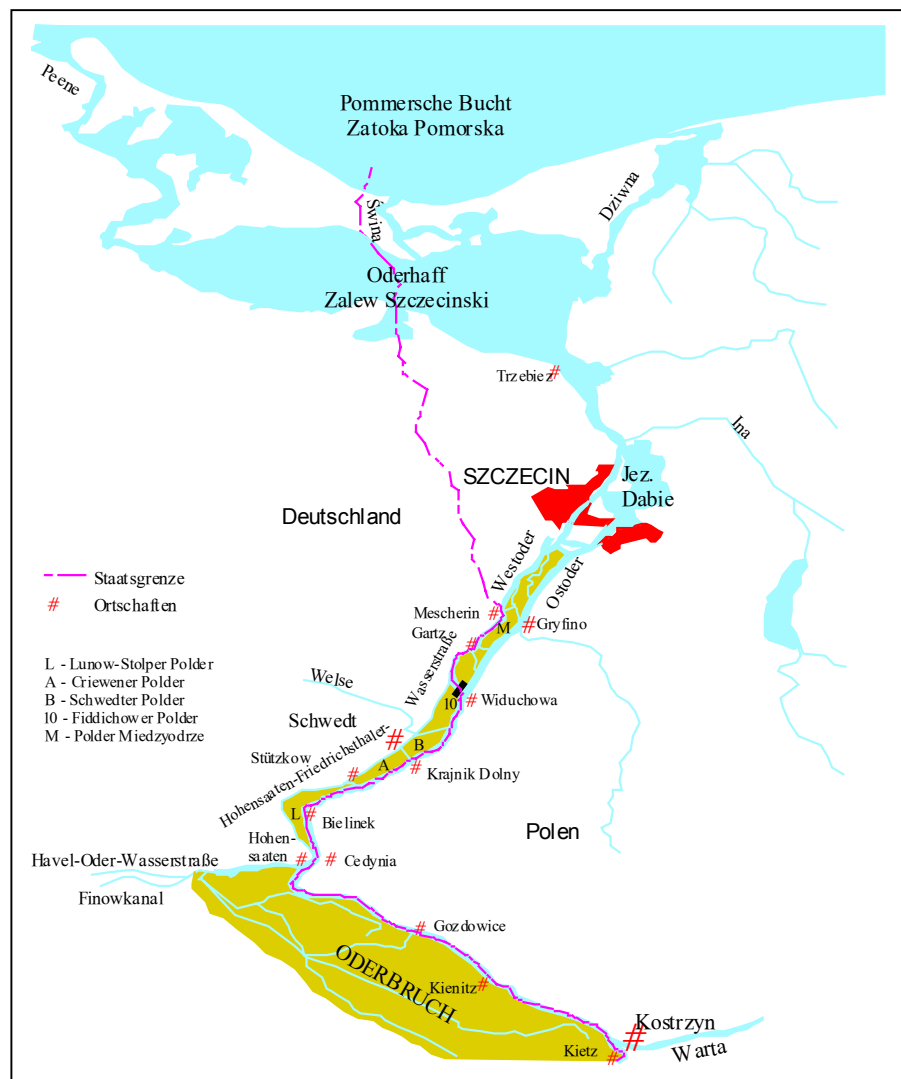 Peene
Pommersche Bucht
Zatoka Pomorska
Dziwna
Świna
Oderhaff
Zalew Szczecinski
Trzebiez
Ina
SZCZECIN
Jez.
Dabie
Deutschland
Westoder
Ostoder
Staatsgrenze
# Ortschaften
Mescherin
M
Gryfino
Gartz
Wasserstraße
L - Lunow-Stolper Polder
A - Criewener Polder
B - Schwedter Polder
10 - Fiddichower Polder
M - Polder Miedzyodrze
Welse
10
Widuchowa
Schwedt
B
Stützkow
A
Krajnik Dolny
Hohensaaten-Friedrichsthaler-
L
Bielinek
Polen
Hohen-
saaten
Cedynia
Havel-Oder-Wasserstraße
Finowkanal
Gozdowice
ODERBRUCH
Kienitz
Kostrzyn
Kietz
Warta